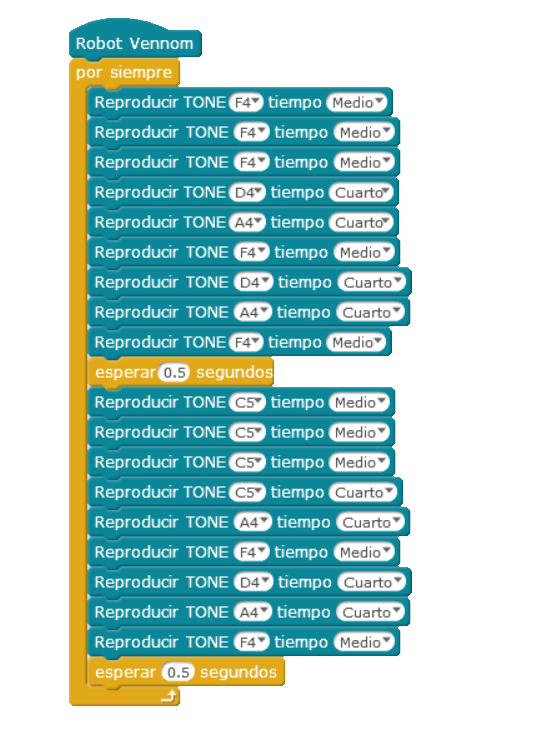 Robot Vennom
por siempre
Reproducir TONE F4 tiempo Medio
Reproducir TONE F4 tiempo Medio
Reproducir TONE F4 tiempo Medio
Reproducir TONE D4 tiempo Cuarto
Reproducir TONE A4 tiempo Cuarto
Reproducir TONE F4 tiempo Medio
Reproducir TONE D4 tiempo Cuarto
Reproducir TONE A4 tiempo Cuarto
Reproducir TONE F4 tiempo Medio
esperar 0.5 segundos
Reproducir TONE C5 tiempo Medio
Reproducir TONE C5 tiempo Medio
Reproducir TONE C5 tiempo Medio
Reproducir TONE C5 tiempo Cuarto
Reproducir TONE A4 tiempo Cuarto
Reproducir TONE F4 tiempo Medio
Reproducir TONE D4 tiempo Cuarto
Reproducir TONE A4 tiempo Cuarto
Reproducir TONE F4 tiempo Medio
esperar 0.5 segundos